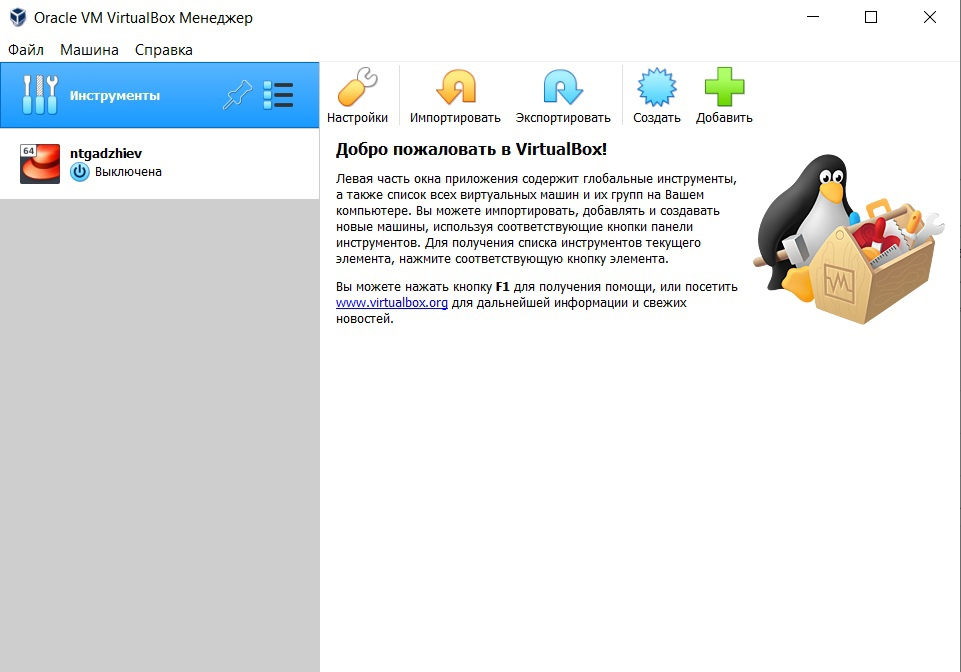 Oracle VM VirtualBox Менеджер
Файл Машина Справка
Инструменты
Настройки Импортировать Экспортировать Создать Добавить
64
ntgadzhiev
Выключена
Добро пожаловать в VirtualBox!
Левая часть окна приложения содержит глобальные инструменты,
а также список всех виртуальных машин и их групп на Вашем
компьютере. Вы можете импортировать, добавлять и создавать
новые машины, используя соответствующие кнопки панели
инструментов. Для получения списка инструментов текущего
элемента, нажмите соответствующую кнопку элемента.
Вы можете нажать кнопку F1 для получения помощи, или посетить
www.virtualbox.org для дальнейшей информации и свежих
новостей.